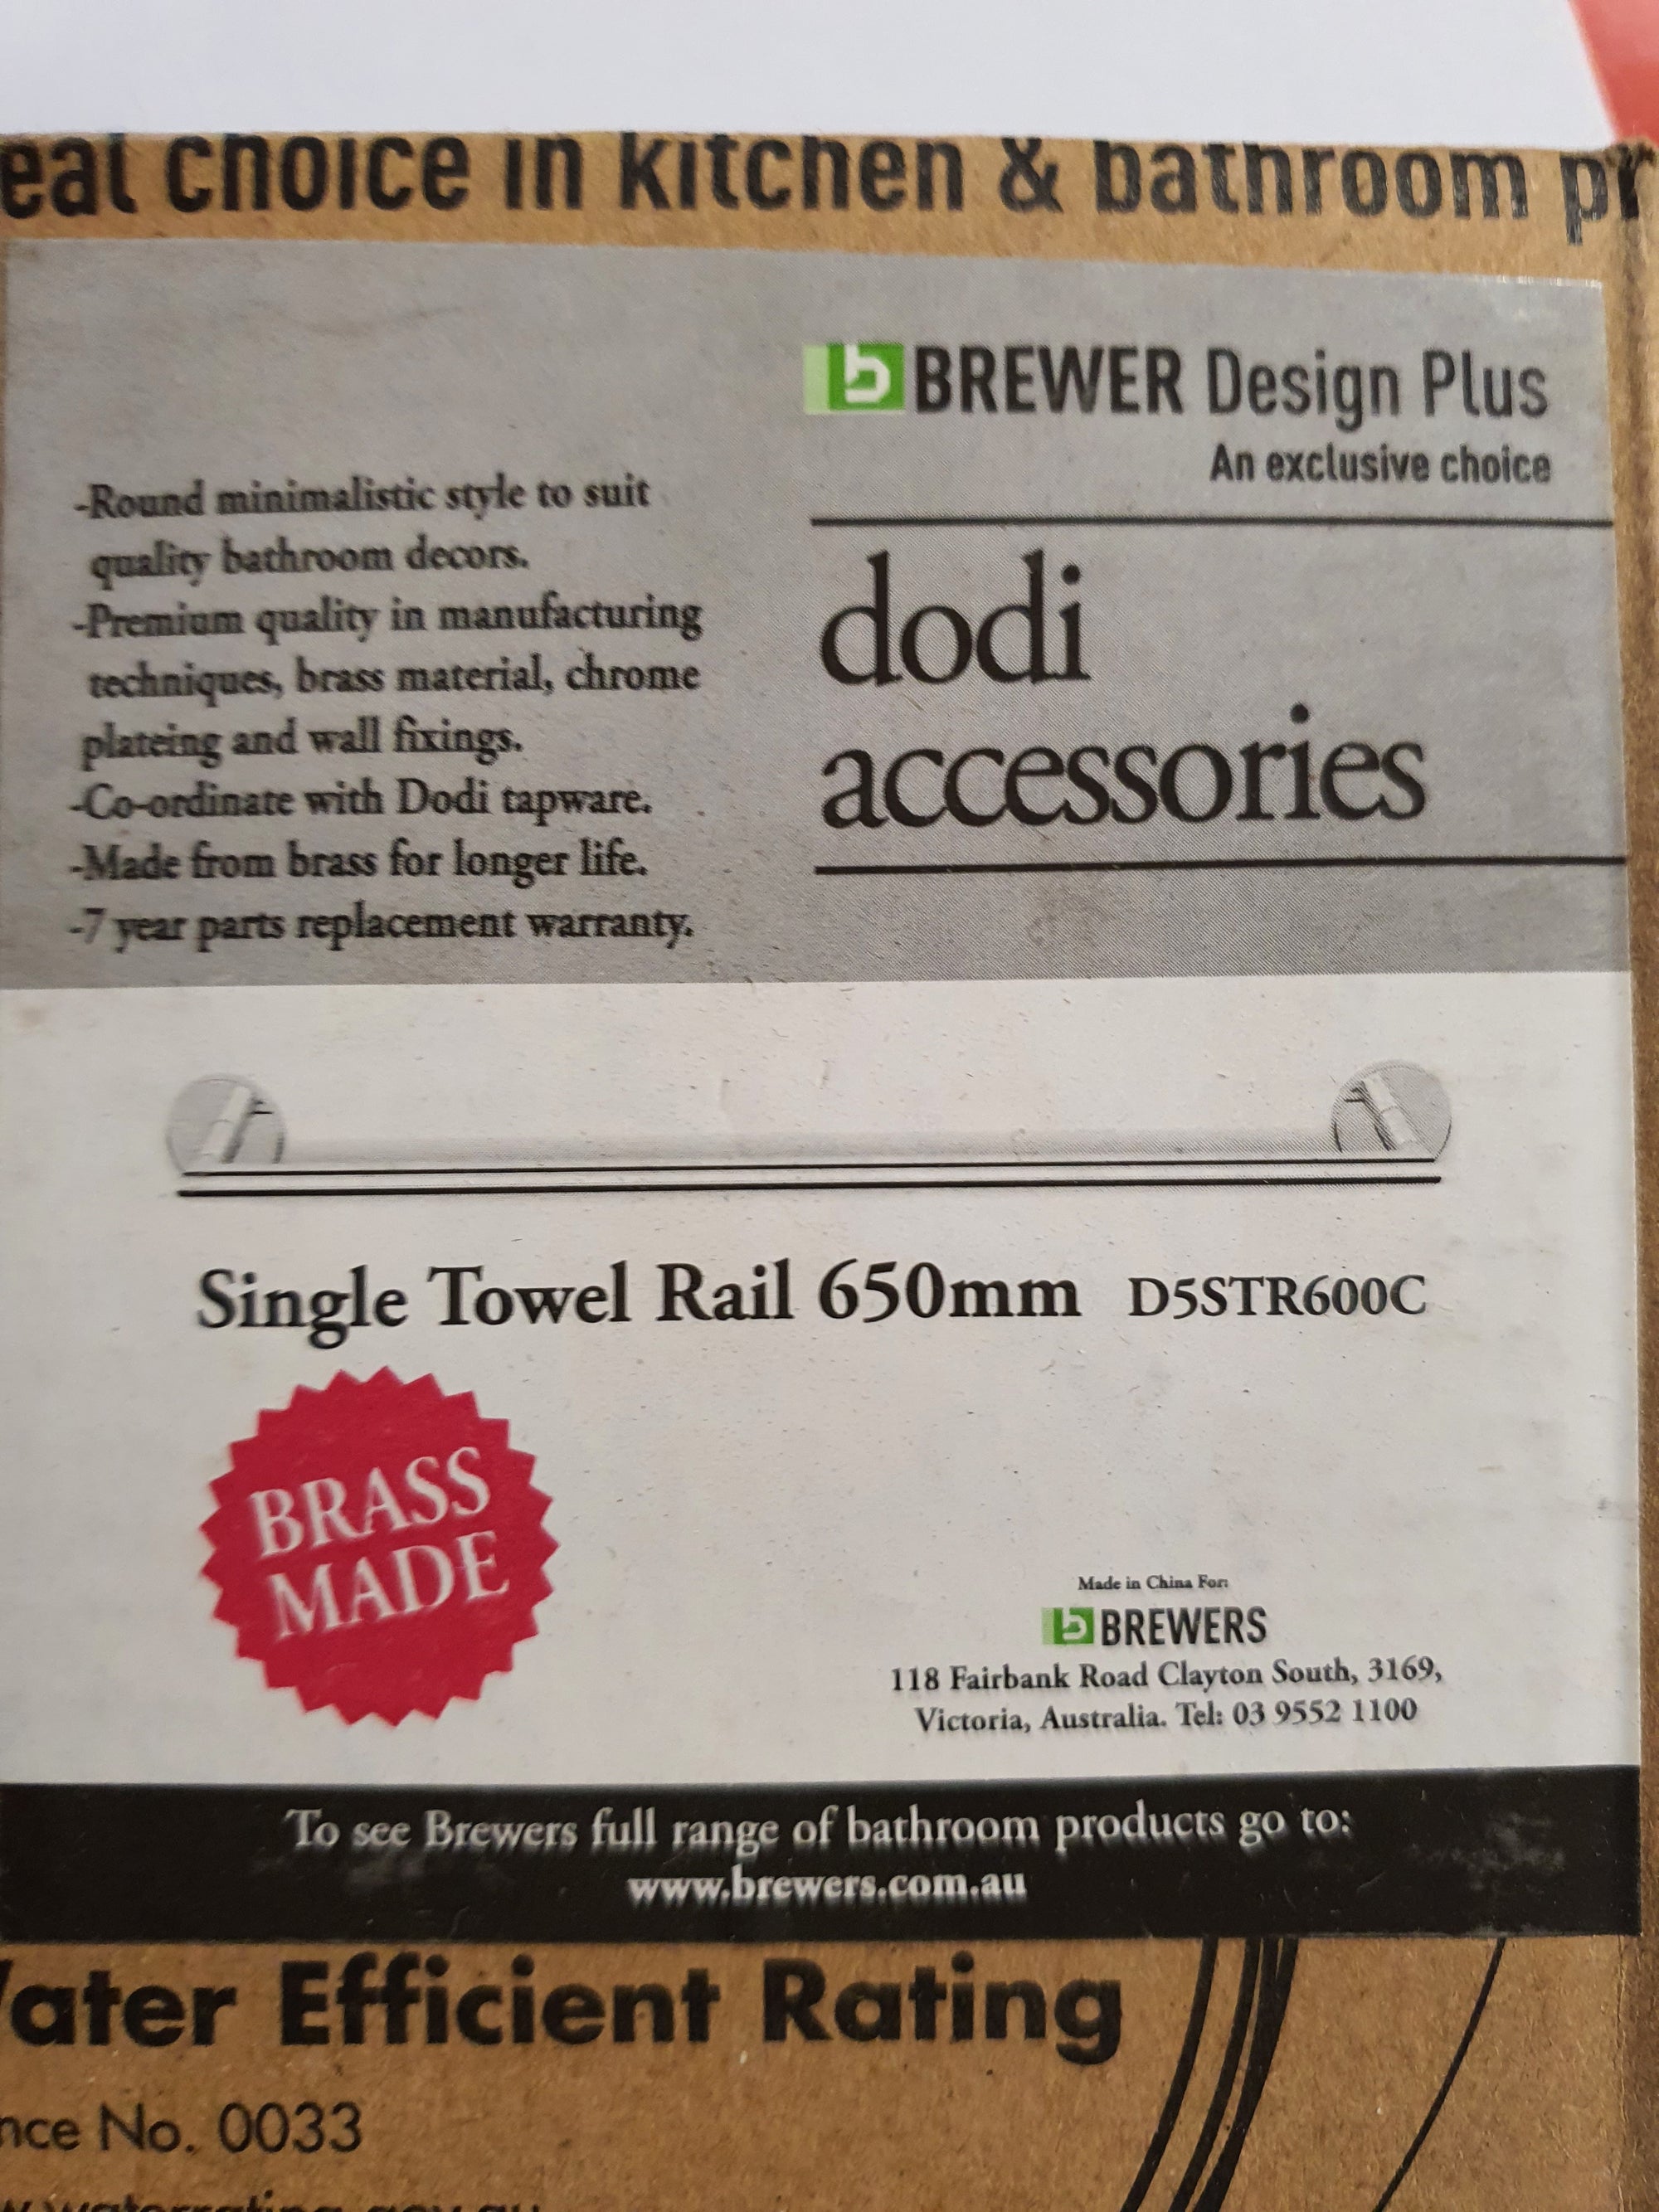 eal choice in kitchen & bathroom pr
BREWER Design Plus
An exclusive choice
-Round minimalistic style to suit
quality bathroom decors.
-Premium quality in manufacturing
techniques, brass material, chrome
plateing and wall fixings.
-Co-ordinate with Dodi tapware.
-Made from brass for longer life.
-7 year parts replacement warranty.
dodi
accessories
Single Towel Rail 650mm D5STR600C
BRASS
MADE
Made in China For:
BREWERS
118 Fairbank Road Clayton South, 3169,
Victoria, Australia. Tel: 03 9552 1100
To see Brewers full range of bathroom products go to:
www.brewers.com.au
ater Efficient Rating
nce No. 0033